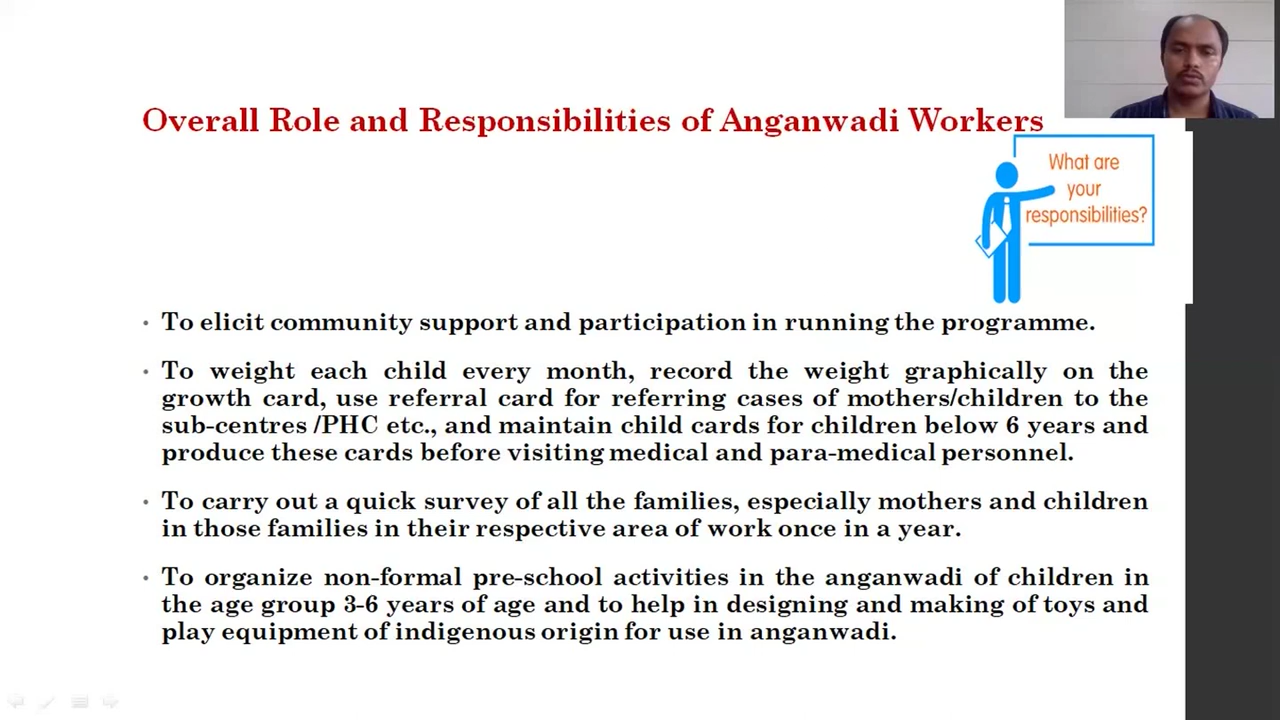 Overall Role and Responsibilities of Anganwadi Workers
What are
your
responsibilities?
• To elicit community support and participation in running the programme.
• To weight each child every month, record the weight graphically on the
growth card, use referral card for referring cases of mothers/children to the
sub-centres /PHC etc., and maintain child cards for children below 6 years and
produce these cards before visiting medical and para-medical personnel.
• To carry out a quick survey of all the families, especially mothers and children
in those families in their respective area of work once in a year.
• To organize non-formal pre-school activities in the anganwadi of children in
the age group 3-6 years of age and to help in designing and making of toys and
play equipment of indigenous origin for use in anganwadi.